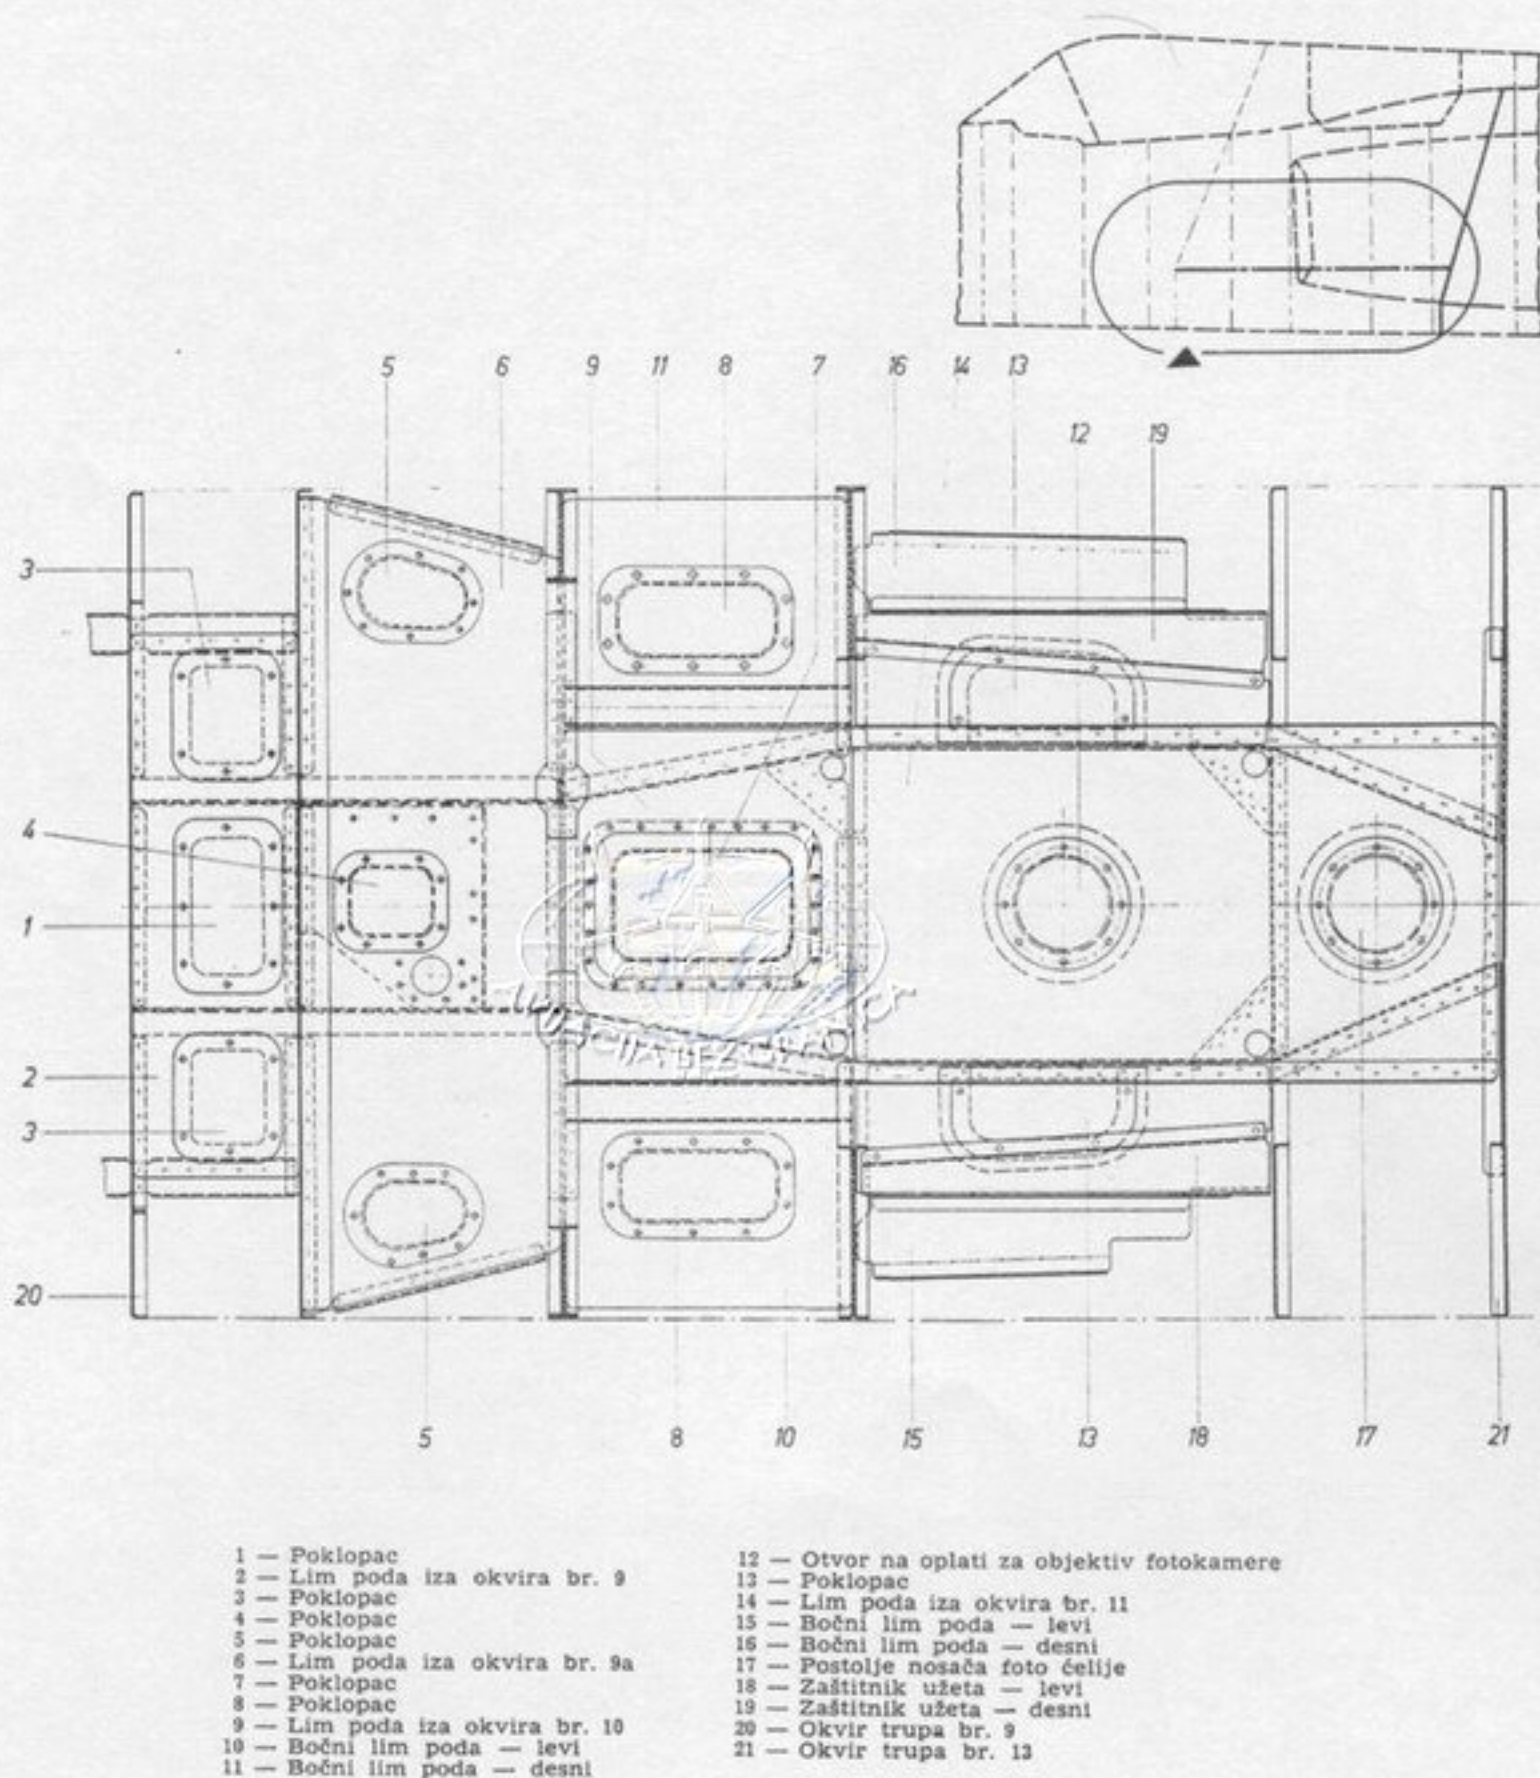 5 6 9 11 8 7 16 14 13
12 19
3
4
1
2
3
20
5 8 10 15 13 18 17 21
1 — Poklopac
2 — Lim poda iza okvira br. 9
3 — Poklopac
4 — Poklopac
5 — Poklopac
6 — Lim poda iza okvira br. 9a
7 — Poklopac
8 — Poklopac
9 — Lim poda iza okvira br. 10
10 — Bočni lim poda — levi
11 — Bočni lim poda — desni
12 — Otvor na oplati za objektiv fotokamere
13 — Poklopac
14 — Lim poda iza okvira br. 11
15 — Bočni lim poda — levi
16 — Bočni lim poda — desni
17 — Postolje nosača foto ćelije
18 — Zaštitnik užeta — levi
19 — Zaštitnik užeta — desni
20 — Okvir trupa br. 9
21 — Okvir trupa br. 13